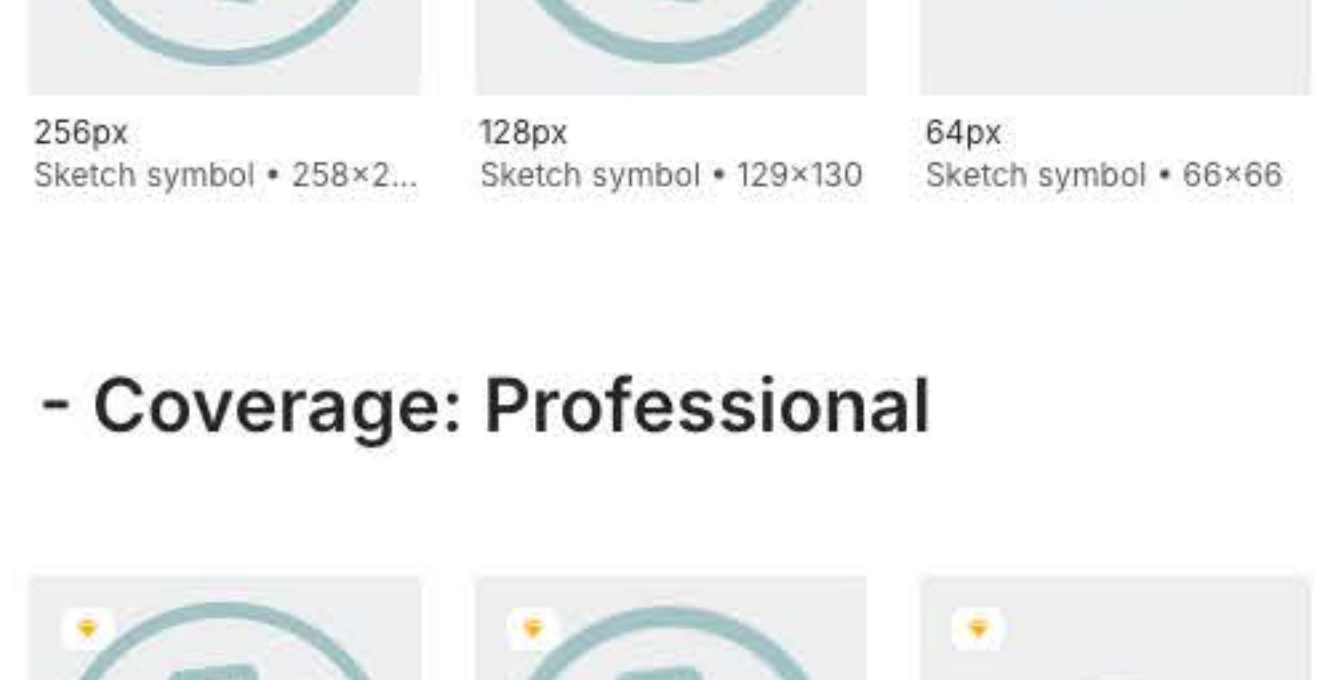 256px
Sketch symbol • 258×2...
128px
Sketch symbol • 129×130
64px
Sketch symbol • 66×66
- Coverage: Professional